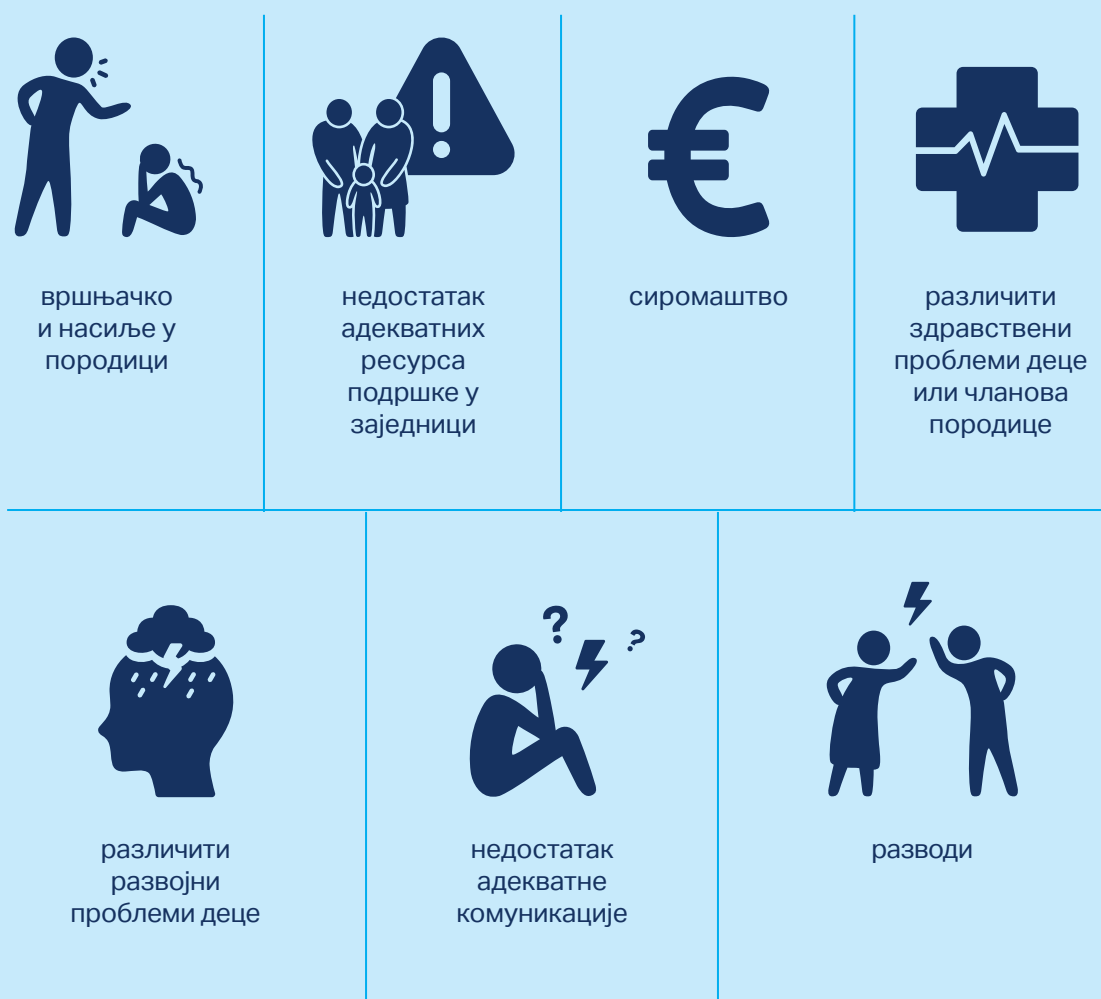 вршњачко
и насиље у
породици
недостатак
адекватних
ресурса
подршке у
заједници
сиромаштво
различити
здравствени
проблеми деце
или чланова
породице
различити
развојни
проблеми деце
недостатак
адекватне
комуникације
разводи